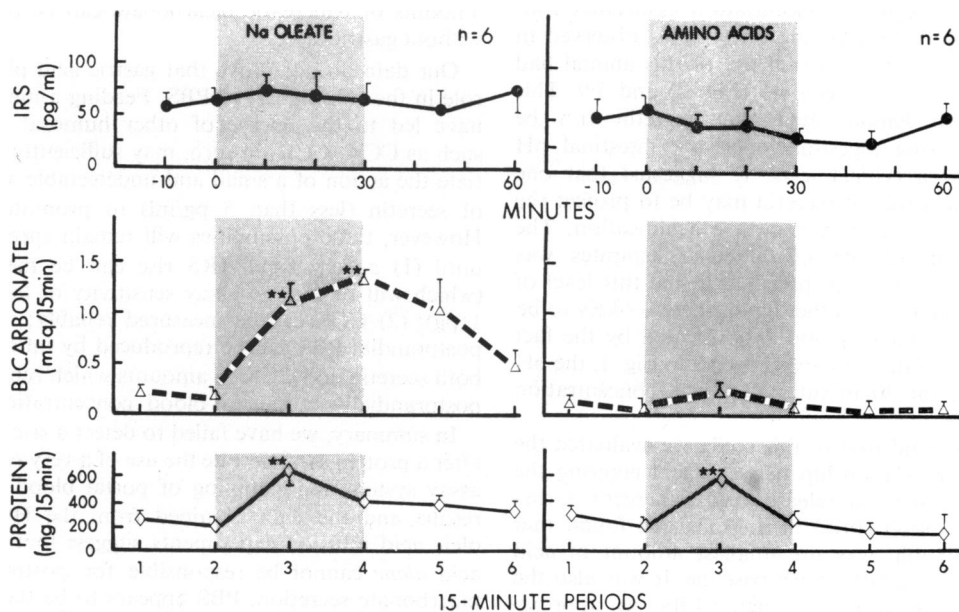 Na OLEATE n=6 AMINO ACIDS n=6
IRS (pg/ml)
100
50
0
-10 0 30 60 -10 0 30 60
MINUTES
BICARBONATE (mEq/15min)
1.5
1.0
0.5
0
** **
PROTEIN (mg/15min)
600
400
200
0
** **
1 2 3 4 5 6 1 2 3 4 5 6
15-MINUTE PERIODS